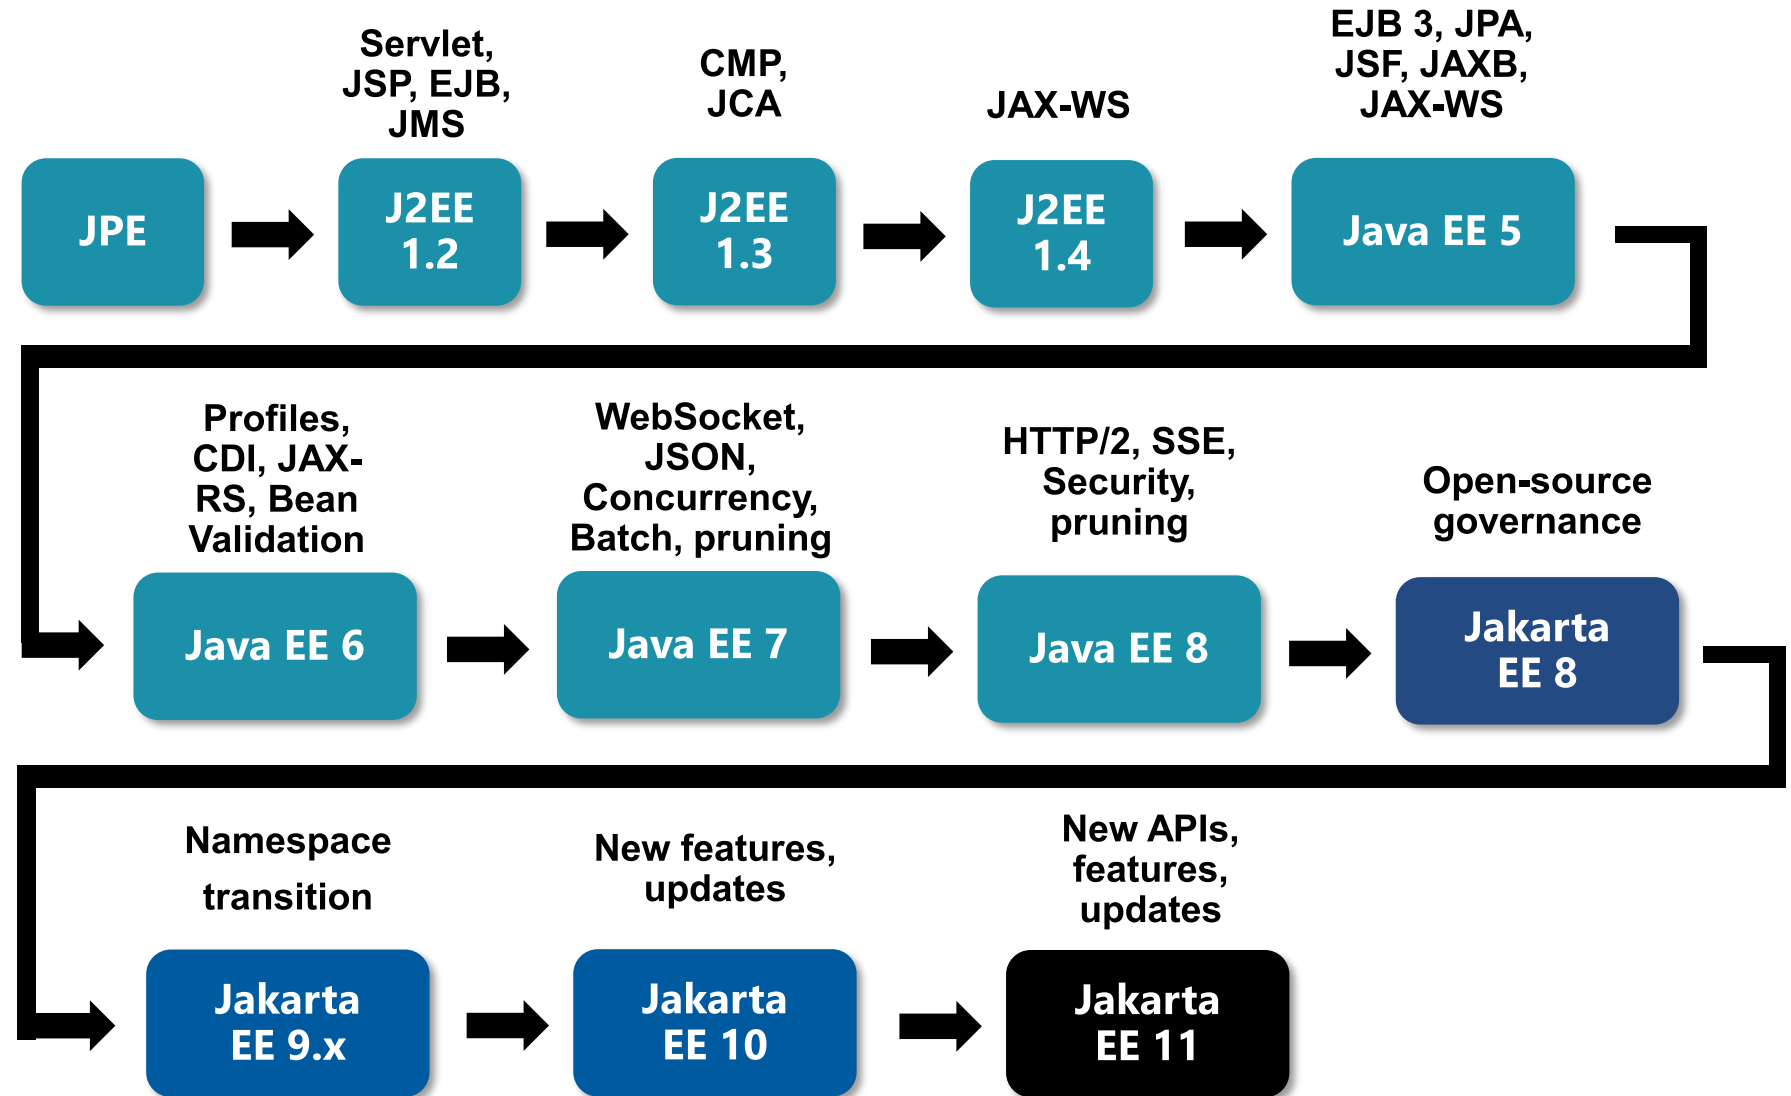 Servlet,
JSP, EJB,
JMS
CMP,
JCA
JAX-WS
EJB 3, JPA,
JSF, JAXB,
JAX-WS
JPE
J2EE
1.2
J2EE
1.3
J2EE
1.4
Java EE 5
Profiles,
CDI, JAX-
RS, Bean
Validation
WebSocket,
JSON,
Concurrency,
Batch, pruning
HTTP/2, SSE,
Security,
pruning
Open-source
governance
Java EE 6
Java EE 7
Java EE 8
Jakarta
EE 8
Namespace
transition
New features,
updates
New APIs,
features,
updates
Jakarta
EE 9.x
Jakarta
EE 10
Jakarta
EE 11